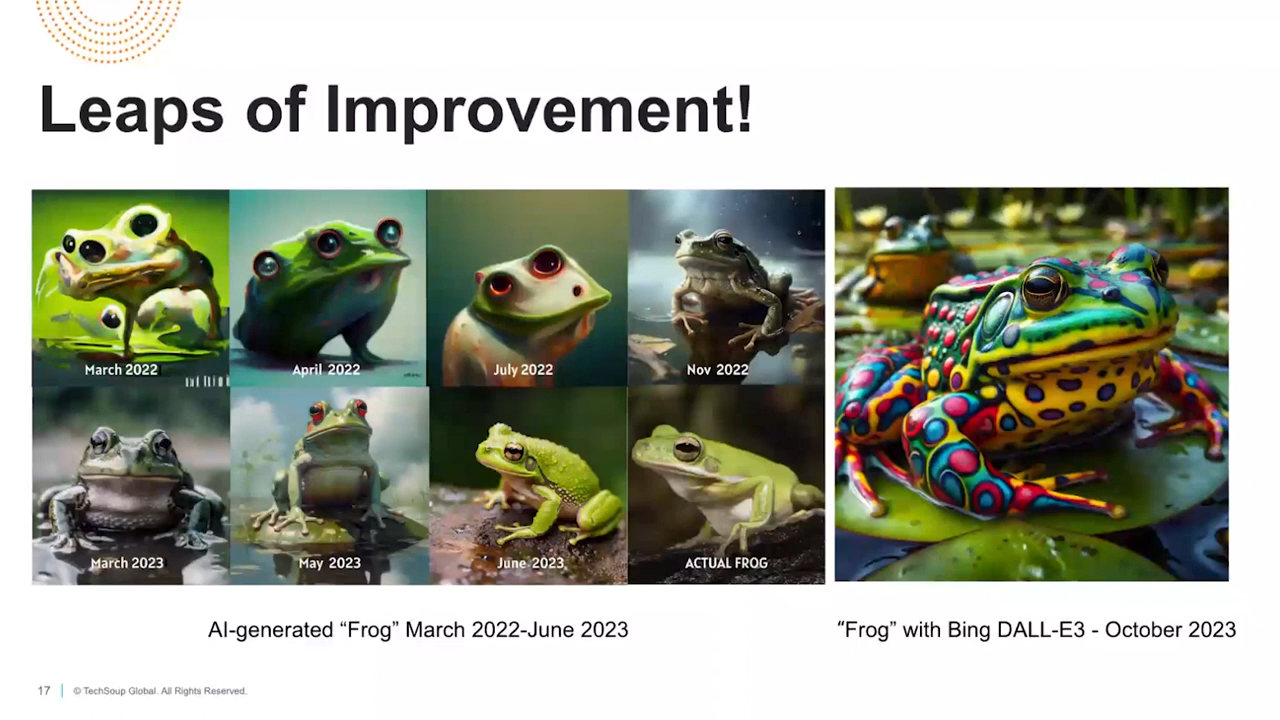 Leaps of Improvement!
March 2022
April 2022
July 2022
Nov 2022
March 2023
May 2023
June 2023
ACTUAL FROG
AI-generated “Frog” March 2022-June 2023
“Frog” with Bing DALL-E3 - October 2023
17
© TechSoup Global. All Rights Reserved.